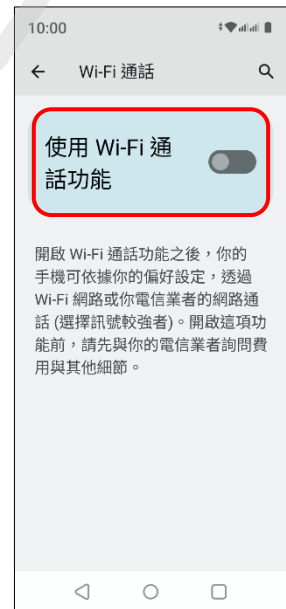 10:00
Wi-Fi 通話
使用 Wi-Fi 通
話功能
開啟 Wi-Fi 通話功能之後，你的
手機可依據你的偏好設定，透過
Wi-Fi 網路或你電信業者的網路通
話 (選擇訊號較強者)。開啟這項功
能前，請先與你的電信業者詢問費
用與其他細節。